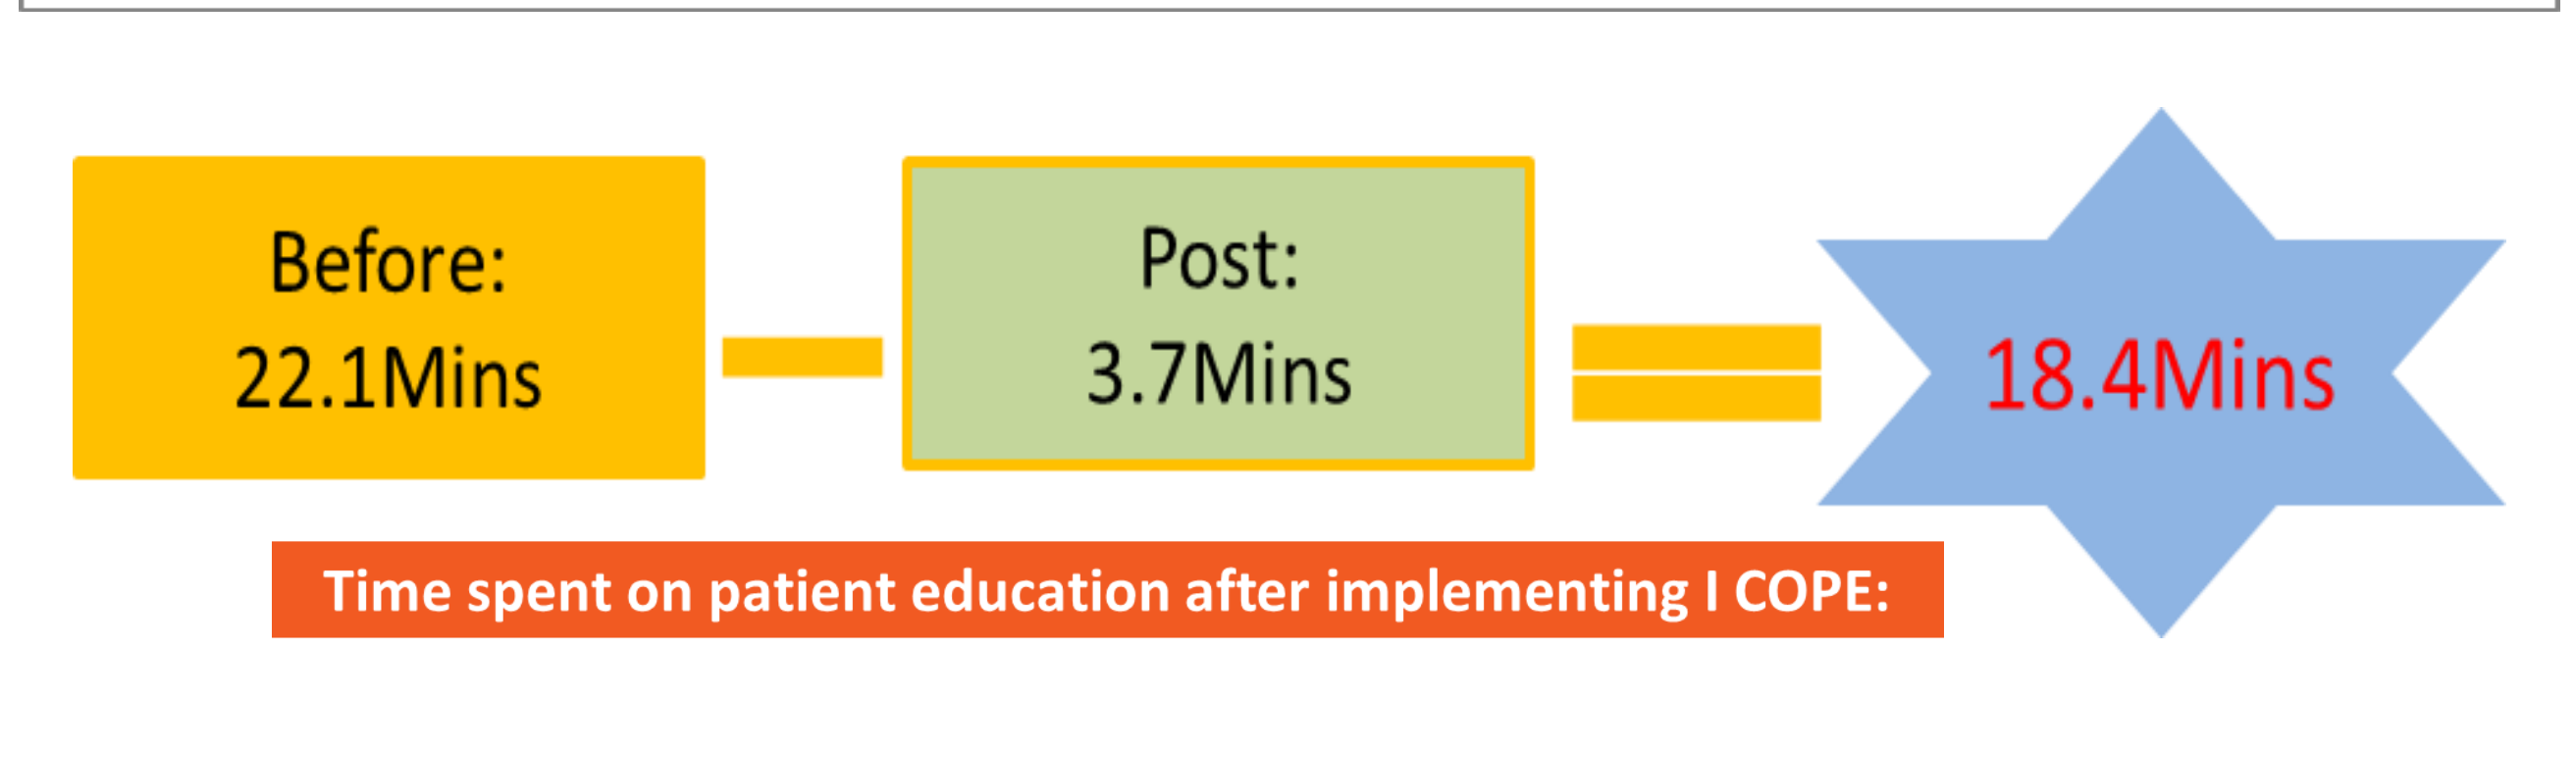 Before:
22.1Mins
Post:
3.7Mins
18.4Mins
Time spent on patient education after implementing I COPE: